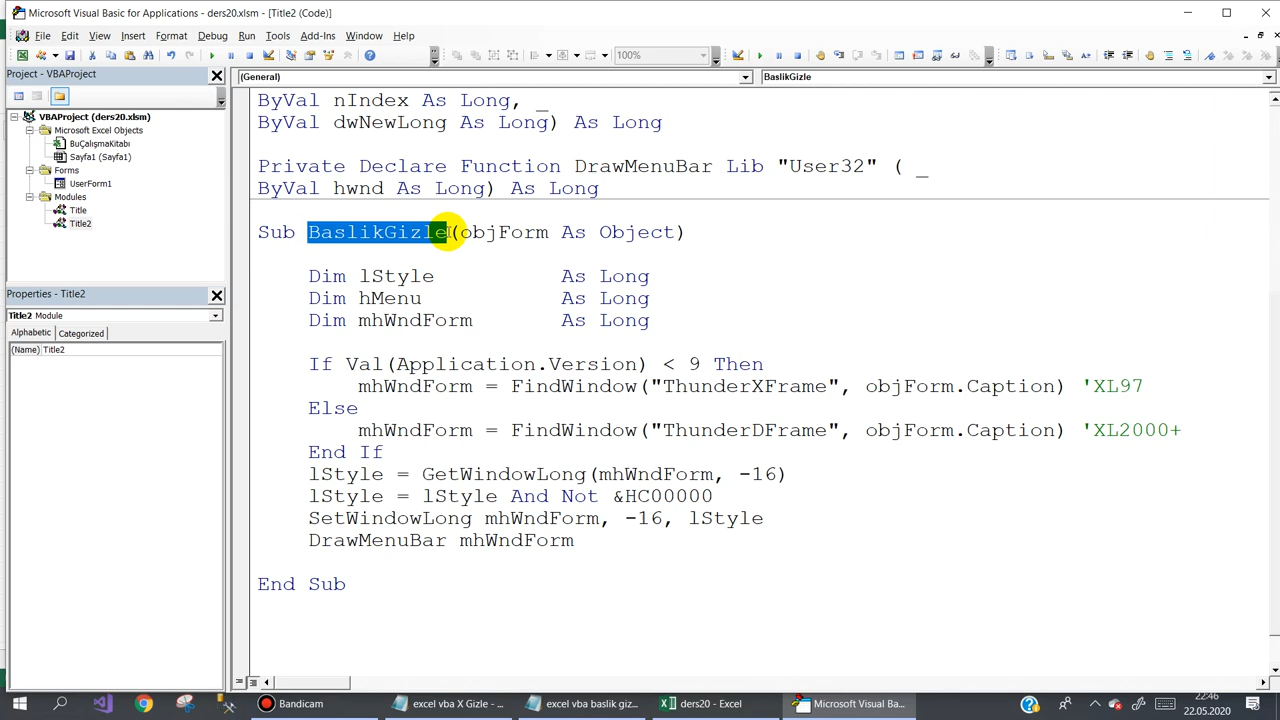 Microsoft Visual Basic for Applications - ders20.xlsm - [Title2 (Code)]
File Edit View Insert Format Debug Run Tools Add-Ins Window Help
100%
Project - VBAProject
(General)
BaslikGizle
VBAProject (ders20.xlsm)
Microsoft Excel Objects
BuÇalışmaKitabı
Sayfa1 (Sayfa1)
Forms
UserForm1
Modules
Title
Title2
Properties - Title2
Title2 Module
Alphabetic Categorized
(Name) Title2
ByVal nIndex As Long, _
ByVal dwNewLong As Long) As Long
Private Declare Function DrawMenuBar Lib "User32" ( _
ByVal hwnd As Long) As Long
Sub BaslikGizle(objForm As Object)
Dim lStyle As Long
Dim hMenu As Long
Dim mhWndForm As Long
If Val(Application.Version) < 9 Then
mhWndForm = FindWindow("ThunderXFrame", objForm.Caption) 'XL97
Else
mhWndForm = FindWindow("ThunderDFrame", objForm.Caption) 'XL2000+
End If
lStyle = GetWindowLong(mhWndForm, -16)
lStyle = lStyle And Not &HC00000
SetWindowLong mhWndForm, -16, lStyle
DrawMenuBar mhWndForm
End Sub
Bandicam
excel vba X Gizle - ...
excel vba baslik giz...
ders20 - Excel
Microsoft Visual Ba...
22:46
22.05.2020